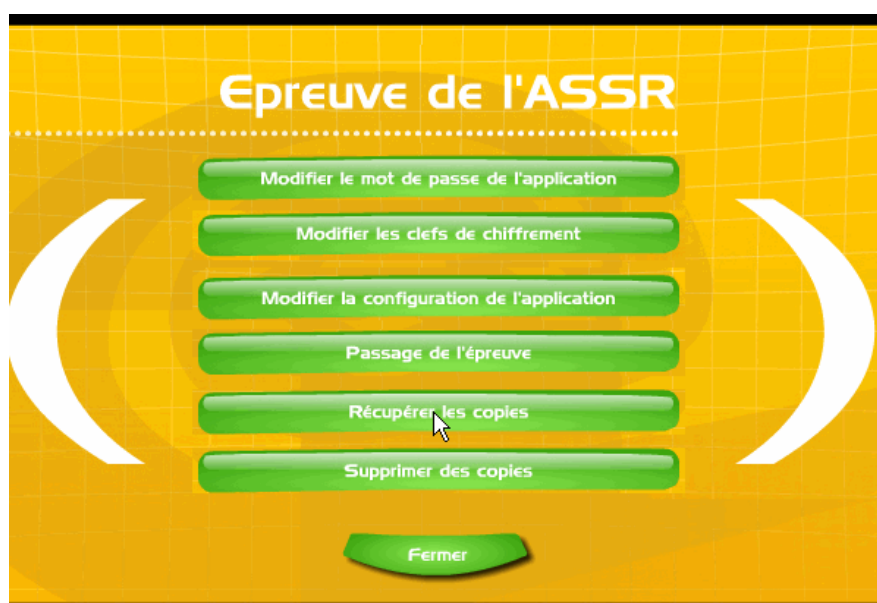 Epreuve de l'ASSR
Modifier le mot de passe de l'application
Modifier les clefs de chiffrement
Modifier la configuration de l'application
Passage de l'épreuve
Récupérer les copies
Supprimer des copies
Fermer